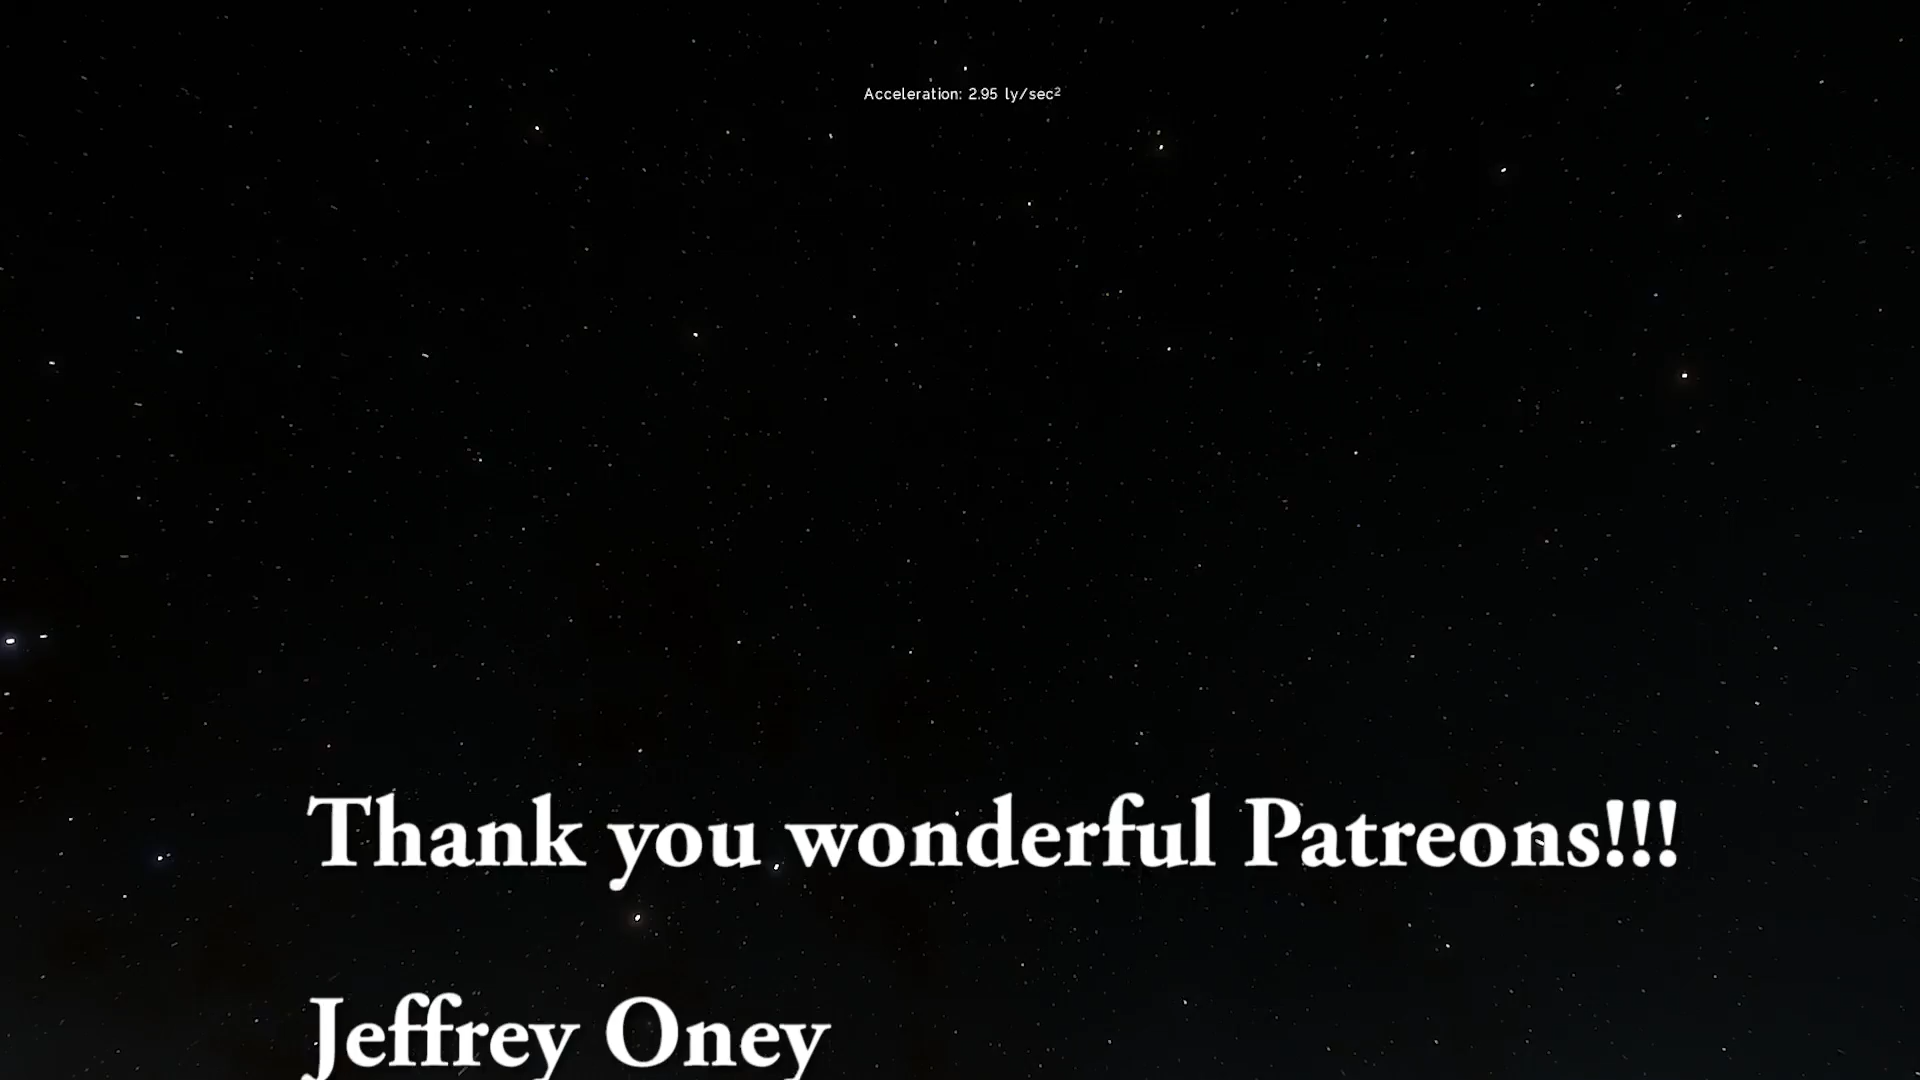 Acceleration: 2.95 ly/sec²
Thank you wonderful Patreons!!!
Jeffrey Oney